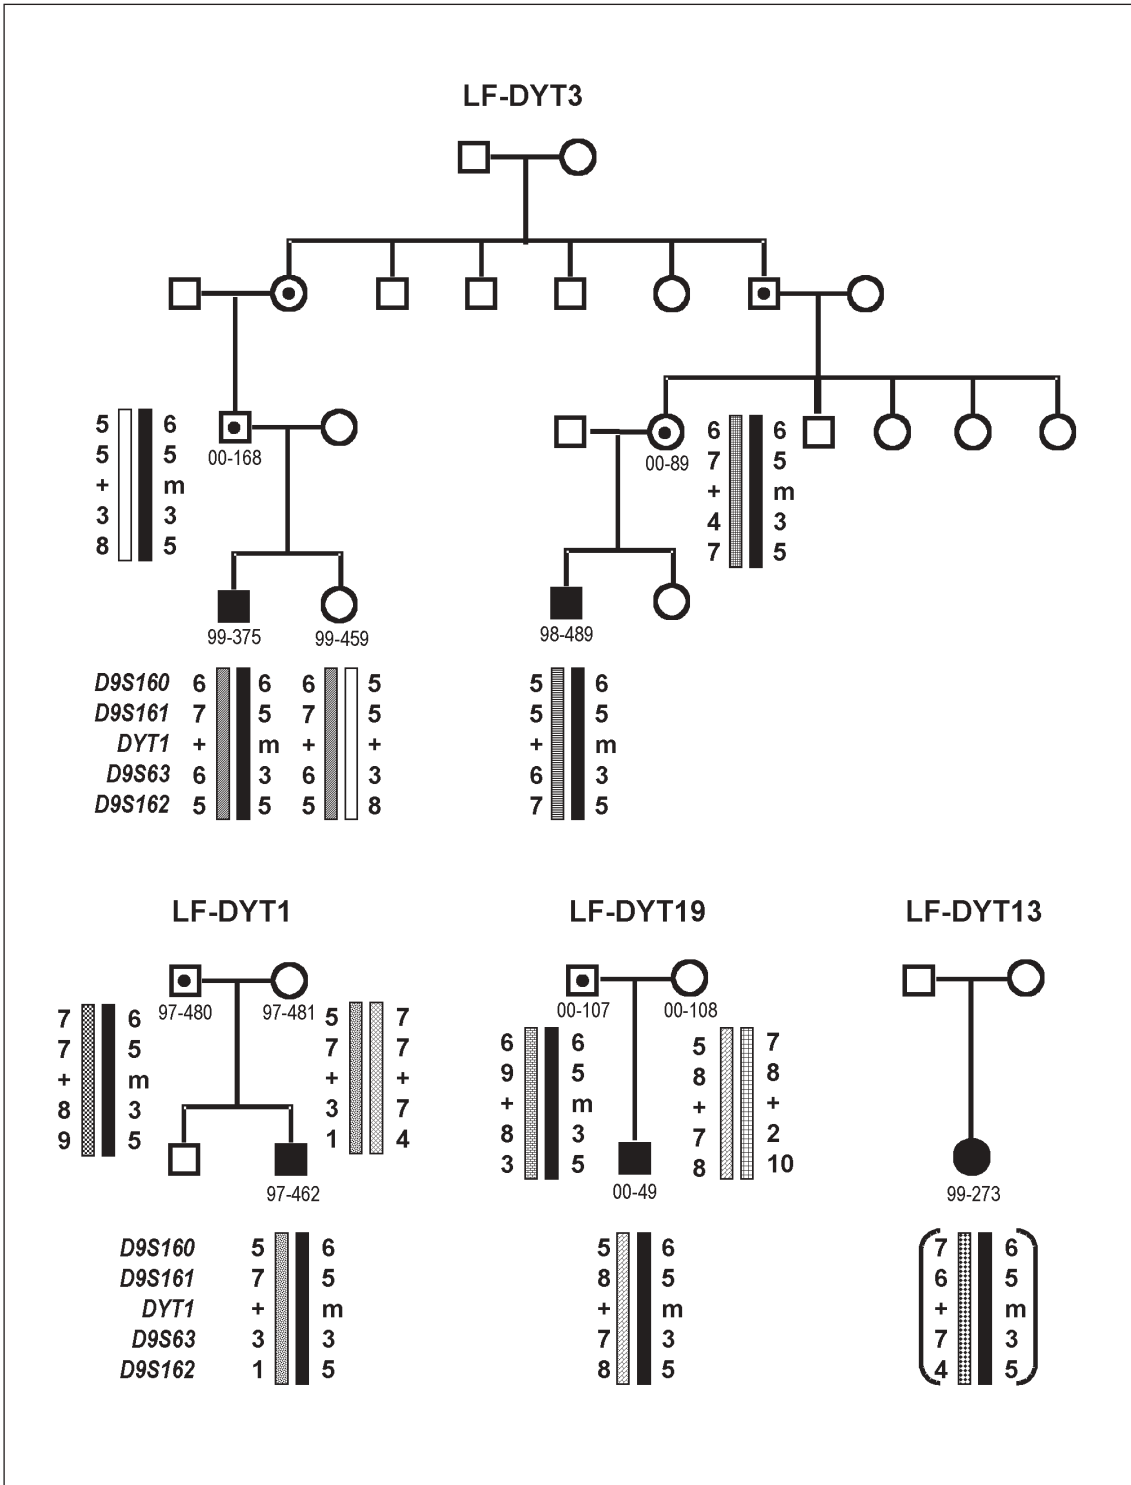 LF-DYT3
5 6
5 5
+ m
3 3
8 5
00-168
00-89
6 6
7 5
+ m
4 3
7 5
99-375 99-459 98-489
D9S160 6 6 6 5 5 6
D9S161 7 5 7 5 5 5
DYT1 + m + + + m
D9S63 6 3 6 3 6 3
D9S162 5 5 5 8 7 5
LF-DYT1
97-480 97-481
7 6 5 7
7 5 7 7
+ m + +
8 3 3 7
9 5 1 4
97-462
D9S160 5 6
D9S161 7 5
DYT1 + m
D9S63 3 3
D9S162 1 5
LF-DYT19
00-107 00-108
6 6 5 7
9 5 8 8
+ m + +
8 3 7 2
3 5 8 10
00-49
5 6
8 5
+ m
7 3
8 5
LF-DYT13
99-273
7 6
6 5
+ m
7 3
4 5